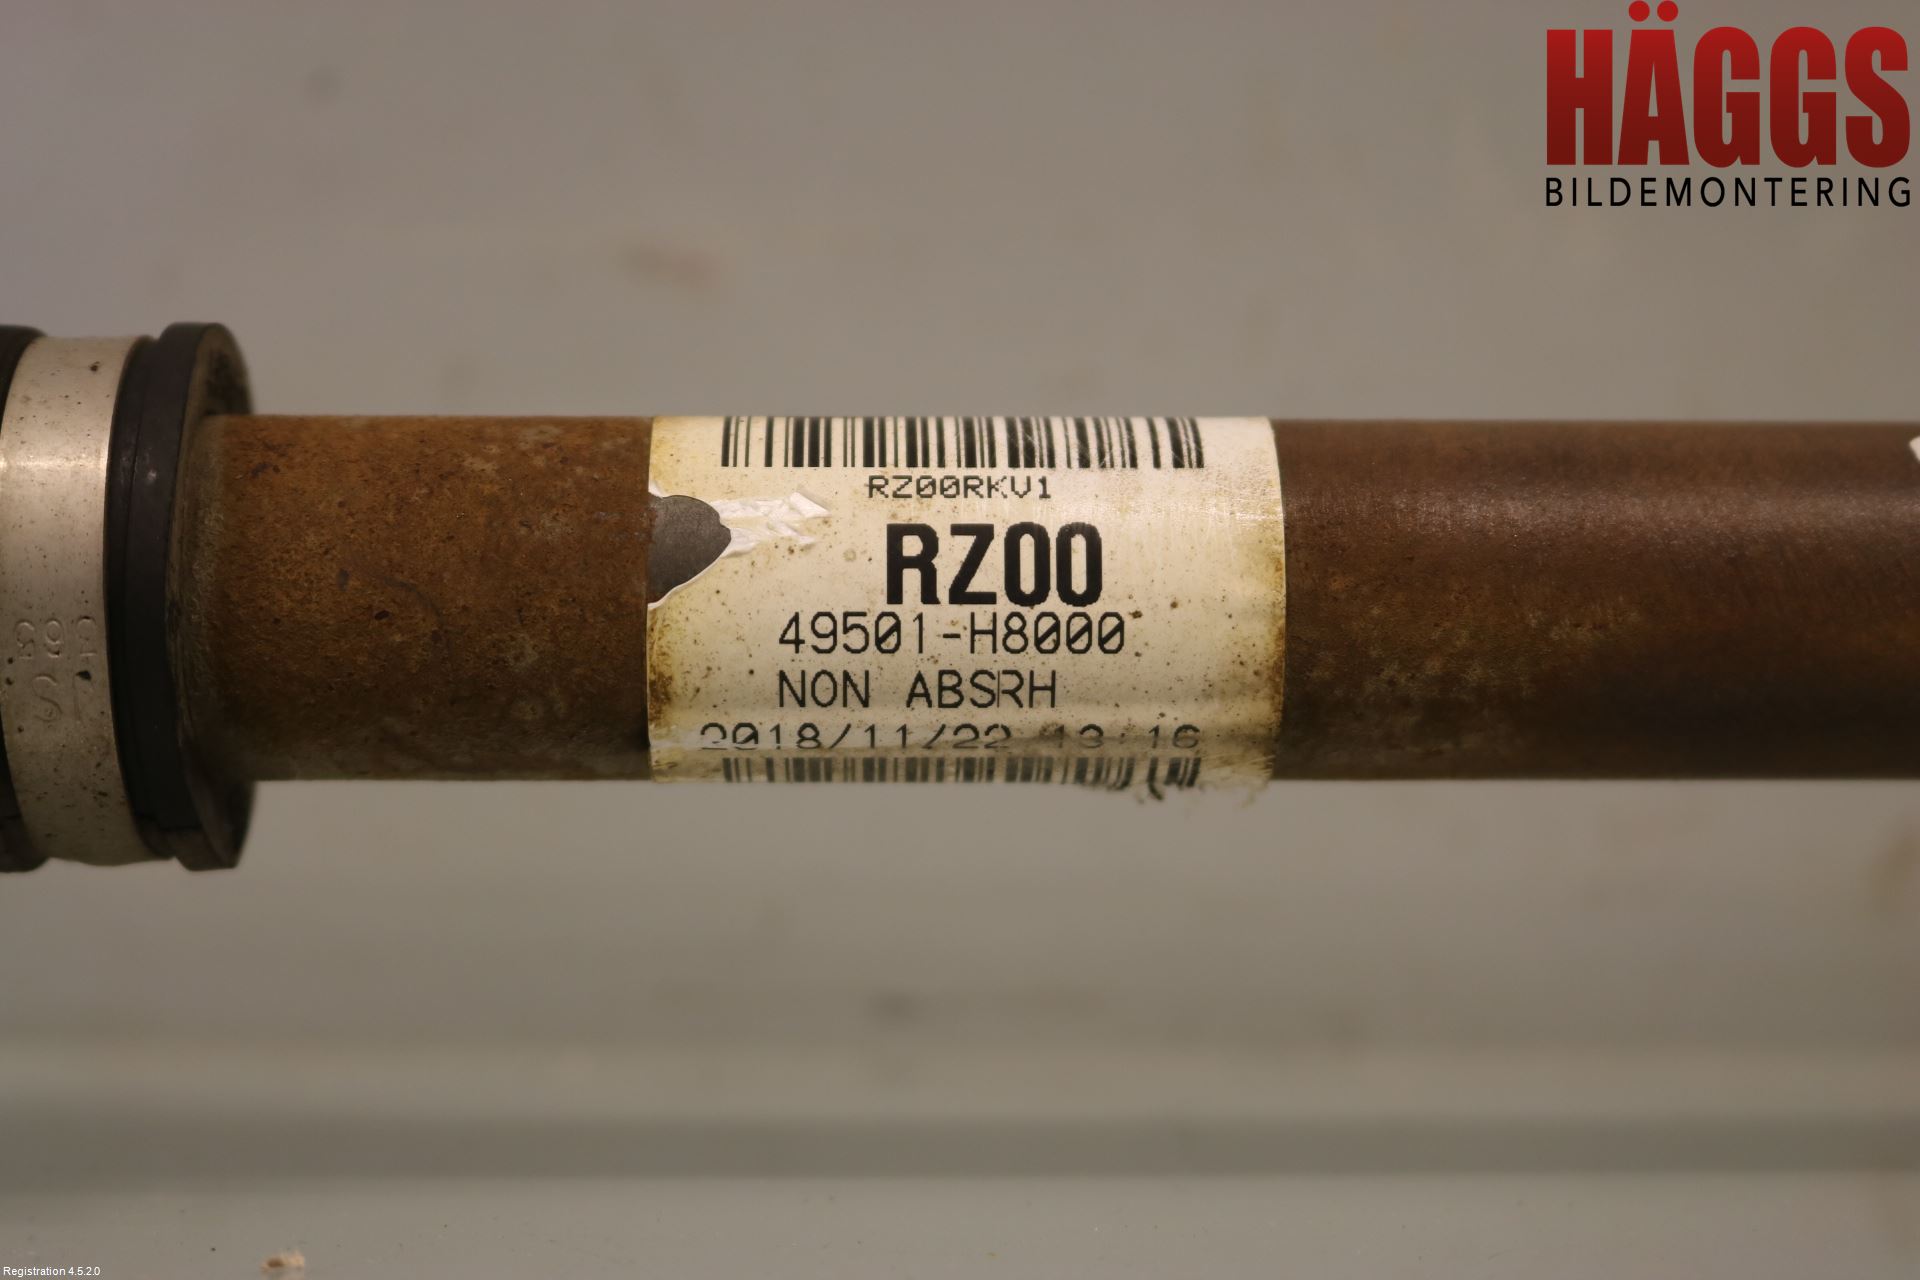 HÄGGS
BILDEMONTERING
RZ00RKV1
RZ00
49501-H8000
NON ABSRH
2018/11/22 13:16
Registration 4.5.2.0